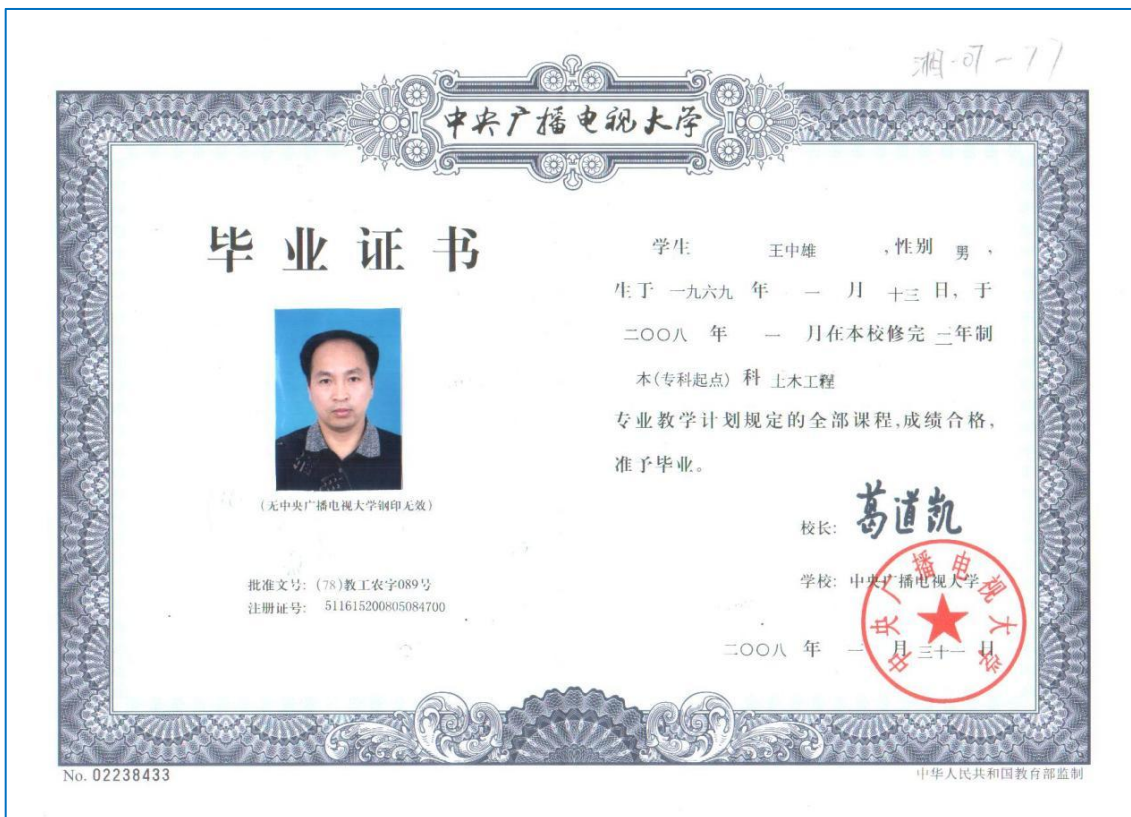 湘-07-77
中央广播电视大学
毕业证书
(无中央广播电视大学钢印无效)
批准文号: (78)教工农字089号
注册证号: 511615200805084700
学生 王中雄 ,性别 男 ,
生于 一九六九 年 一 月 十三 日, 于
二〇〇八 年 一 月在本校修完 三年制
本(专科起点) 科 土木工程
专业教学计划规定的全部课程,成绩合格,
准予毕业。
校长: 葛道凯
学校: 中央广播电视大学
中央广播电视大学
二〇〇八 年 一 月 三十一 日
No. 02238433
中华人民共和国教育部监制